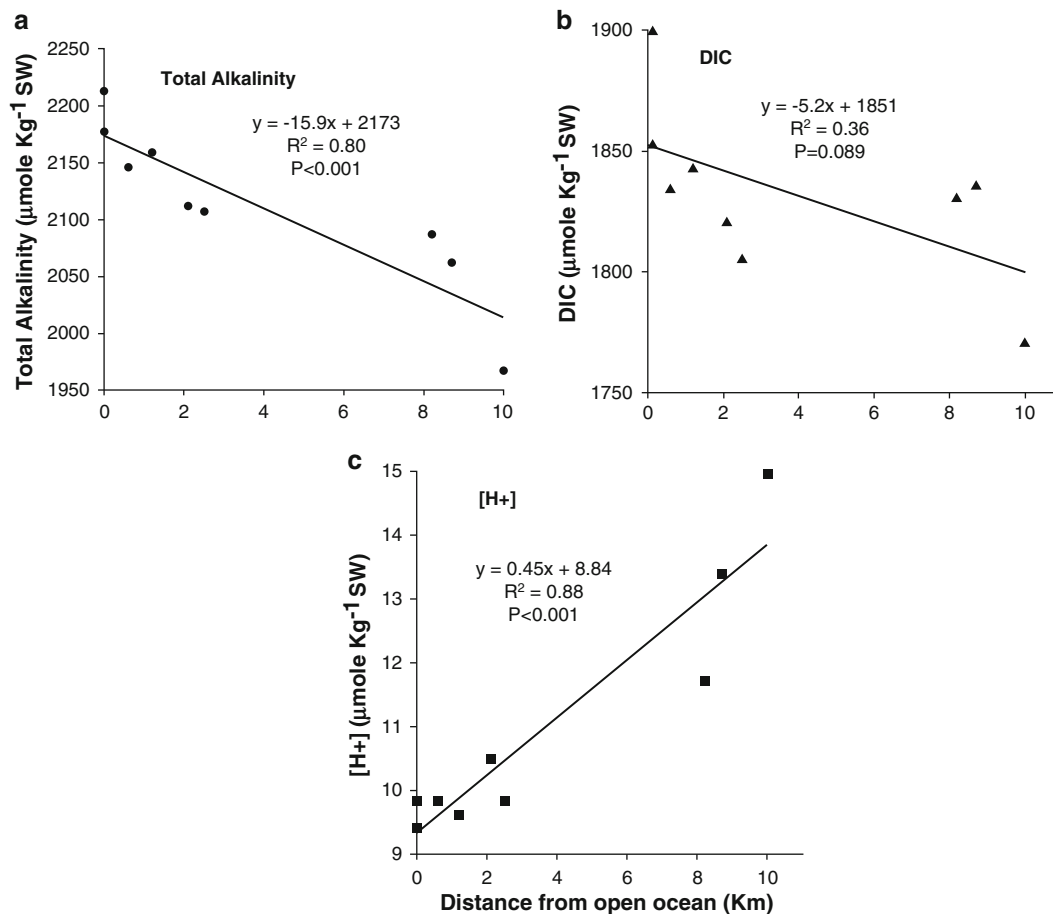 a
Total Alkalinity (μmole Kg⁻¹ SW)
2250
2200
2150
2100
2050
2000
1950
Total Alkalinity
y = -15.9x + 2173
R² = 0.80
P<0.001
0 2 4 6 8 10
b
DIC (μmole Kg⁻¹ SW)
1900
1850
1800
1750
DIC
y = -5.2x + 1851
R² = 0.36
P=0.089
0 2 4 6 8 10
c
[H+] (μmole Kg⁻¹ SW)
15
14
13
12
11
10
9
[H+]
y = 0.45x + 8.84
R² = 0.88
P<0.001
0 2 4 6 8 10
Distance from open ocean (Km)